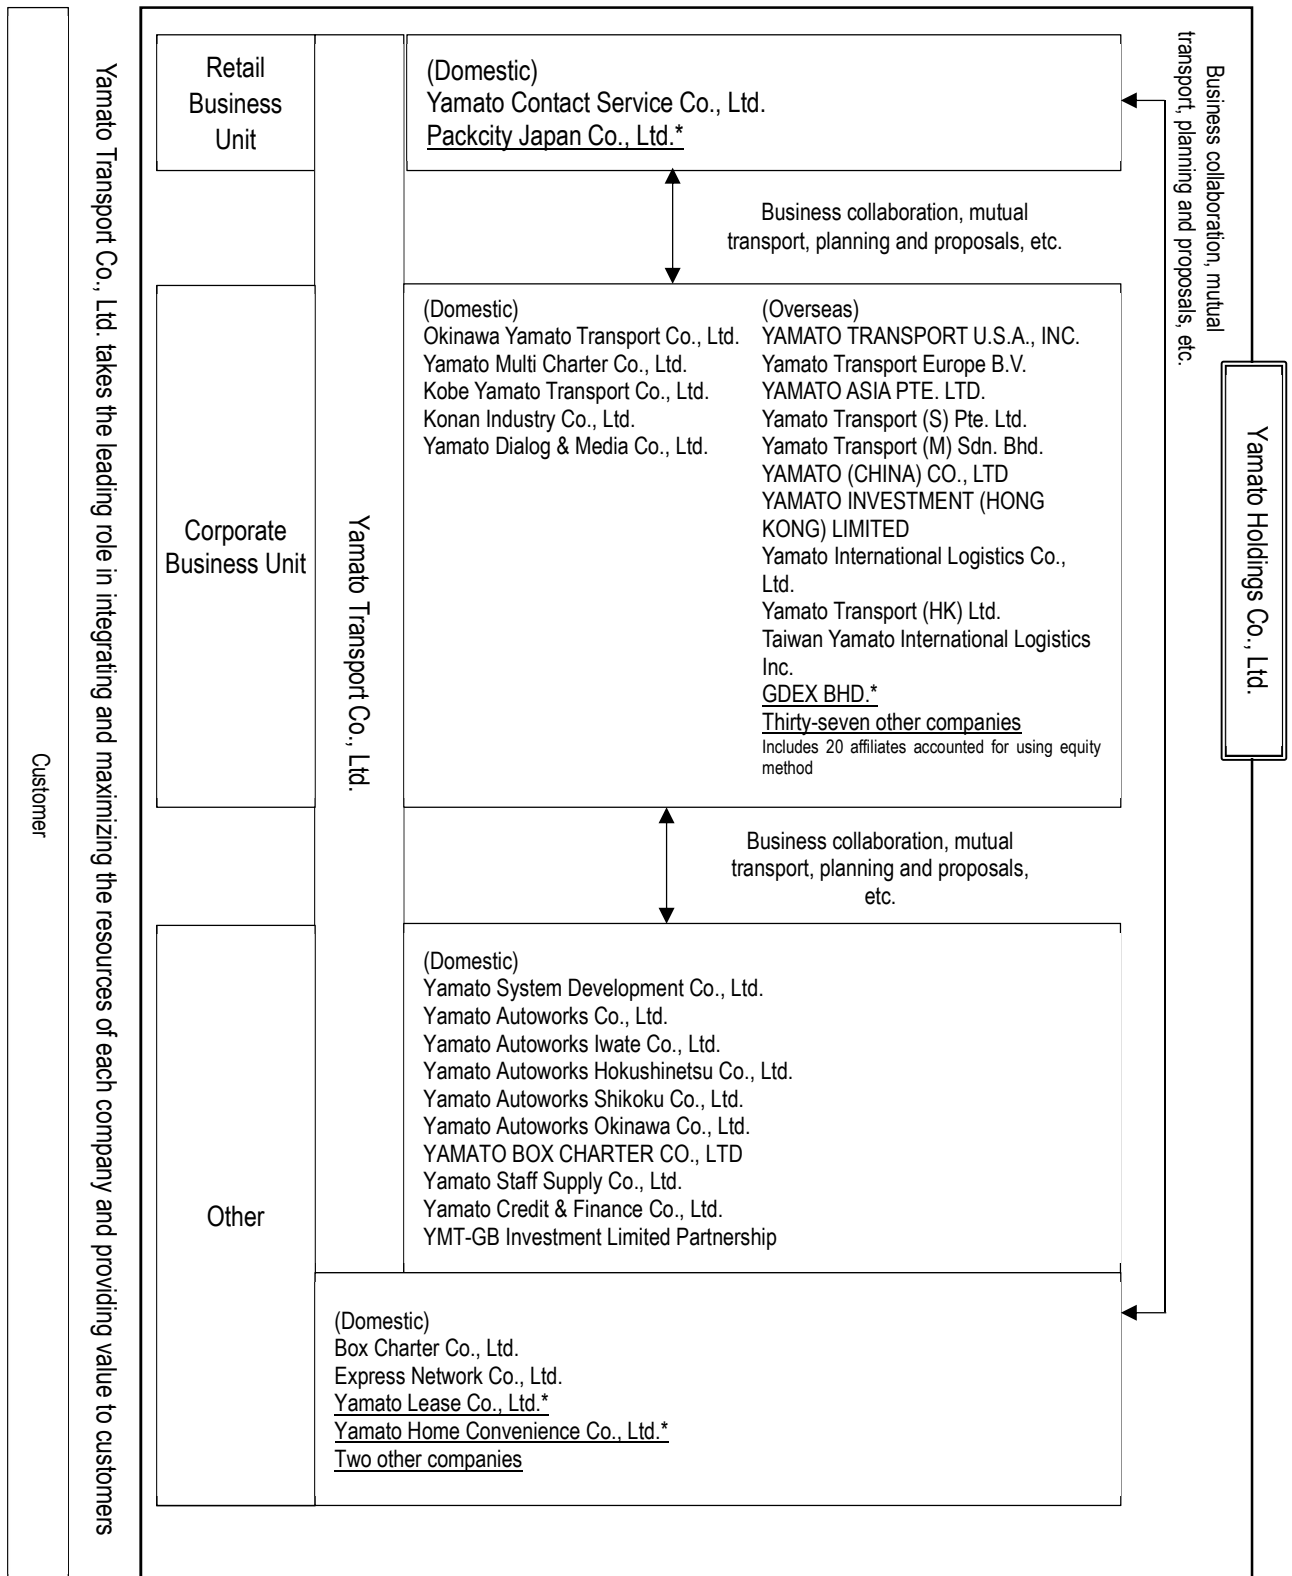 Customer
Yamato Transport Co., Ltd. takes the leading role in integrating and maximizing the resources of each company and providing value to customers
Retail
Business
Unit
Yamato Transport Co., Ltd.
(Domestic)
Yamato Contact Service Co., Ltd.
Packcity Japan Co., Ltd.*
Business collaboration, mutual
transport, planning and proposals, etc.
Corporate
Business Unit
(Domestic)
Okinawa Yamato Transport Co., Ltd.
Yamato Multi Charter Co., Ltd.
Kobe Yamato Transport Co., Ltd.
Konan Industry Co., Ltd.
Yamato Dialog & Media Co., Ltd.
(Overseas)
YAMATO TRANSPORT U.S.A., INC.
Yamato Transport Europe B.V.
YAMATO ASIA PTE. LTD.
Yamato Transport (S) Pte. Ltd.
Yamato Transport (M) Sdn. Bhd.
YAMATO (CHINA) CO., LTD
YAMATO INVESTMENT (HONG
KONG) LIMITED
Yamato International Logistics Co.,
Ltd.
Yamato Transport (HK) Ltd.
Taiwan Yamato International Logistics
Inc.
GDEX BHD.*
Thirty-seven other companies
Includes 20 affiliates accounted for using equity
method
Business collaboration, mutual
transport, planning and proposals,
etc.
Other
(Domestic)
Yamato System Development Co., Ltd.
Yamato Autoworks Co., Ltd.
Yamato Autoworks Iwate Co., Ltd.
Yamato Autoworks Hokushinetsu Co., Ltd.
Yamato Autoworks Shikoku Co., Ltd.
Yamato Autoworks Okinawa Co., Ltd.
YAMATO BOX CHARTER CO., LTD
Yamato Staff Supply Co., Ltd.
Yamato Credit & Finance Co., Ltd.
YMT-GB Investment Limited Partnership
(Domestic)
Box Charter Co., Ltd.
Express Network Co., Ltd.
Yamato Lease Co., Ltd.*
Yamato Home Convenience Co., Ltd.*
Two other companies
Business collaboration, mutual
transport, planning and proposals, etc.
Yamato Holdings Co., Ltd.